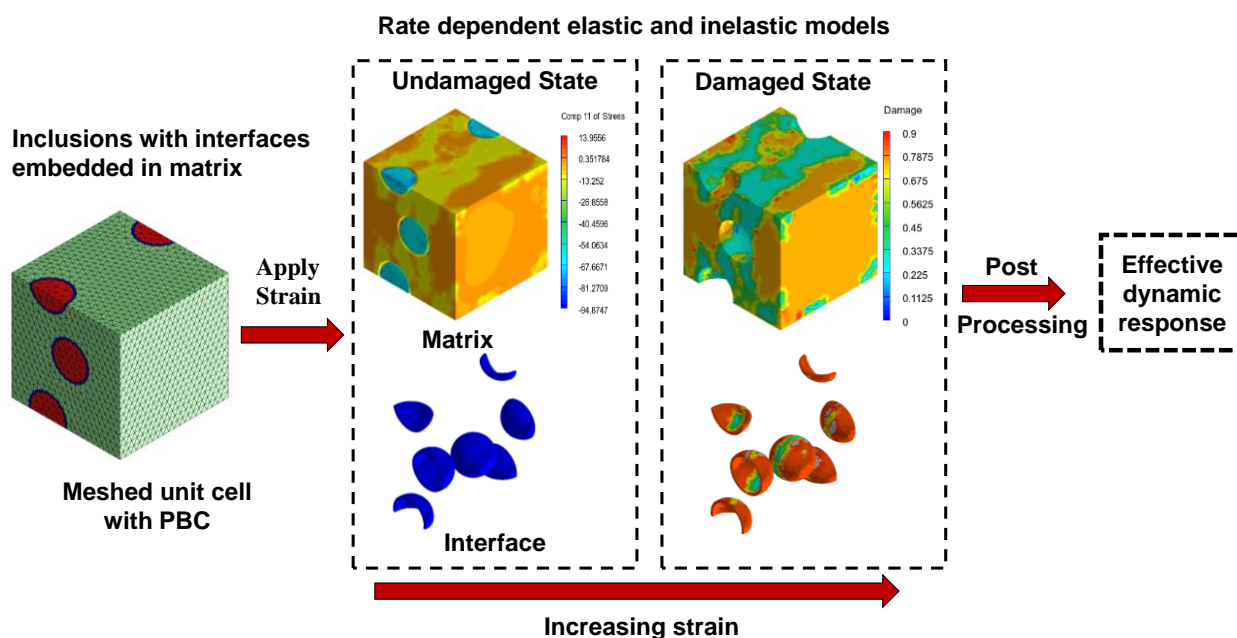 Rate dependent elastic and inelastic models
Inclusions with interfaces
embedded in matrix
Meshed unit cell
with PBC
Apply
Strain
Undamaged State
Comp 11 of Stress
13.9556
0.351784
-13.252
-26.8558
-40.4596
-54.0634
-67.6671
-81.2709
-94.8747
Matrix
Interface
Damaged State
Damage
0.9
0.7875
0.675
0.5625
0.45
0.3375
0.225
0.1125
0
Post
Processing
Effective
dynamic
response
Increasing strain